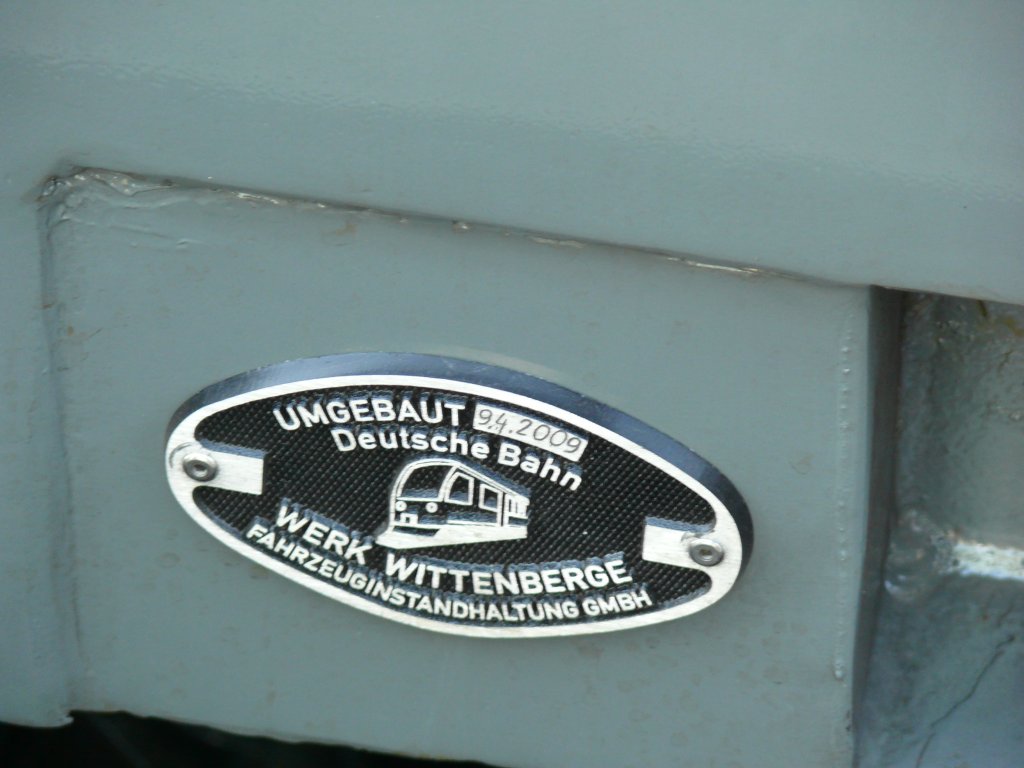 UMGEBAUT 9.4.2009
Deutsche Bahn
WERK WITTENBERGE
FAHRZEUGINSTANDHALTUNG GMBH